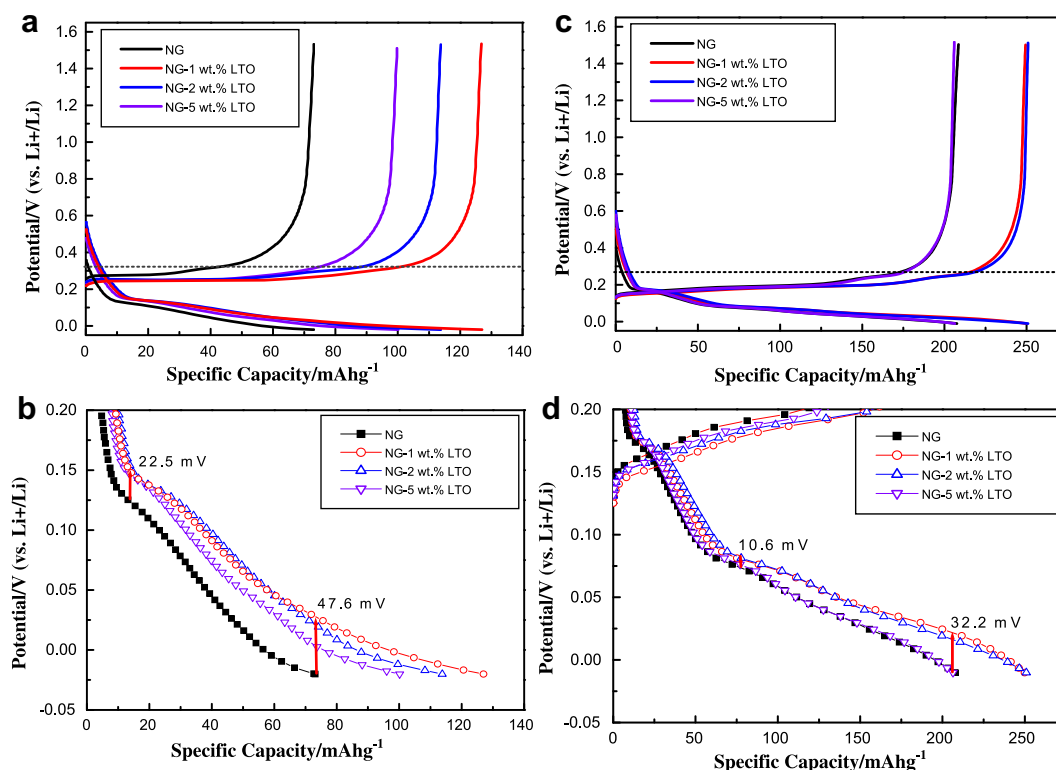 a
1.6
1.4
1.2
1.0
0.8
0.6
0.4
0.2
0.0
Potential/V (vs. Li+/Li)
NG
NG-1 wt.% LTO
NG-2 wt.% LTO
NG-5 wt.% LTO
0 20 40 60 80 100 120 140
Specific Capacity/mAhg-1
c
1.6
1.4
1.2
1.0
0.8
0.6
0.4
0.2
0.0
Potential/V (vs. Li+/Li)
NG
NG-1 wt.% LTO
NG-2 wt.% LTO
NG-5 wt.% LTO
0 50 100 150 200 250
Specific Capacity/mAhg-1
b
0.20
0.15
0.10
0.05
0.00
-0.05
Potential/V (vs. Li+/Li)
NG
NG-1 wt.% LTO
NG-2 wt.% LTO
NG-5 wt.% LTO
22.5 mV
47.6 mV
0 20 40 60 80 100 120 140
Specific Capacity/mAhg-1
d
0.20
0.15
0.10
0.05
0.00
-0.05
Potential/V (vs. Li+/Li)
NG
NG-1 wt.% LTO
NG-2 wt.% LTO
NG-5 wt.% LTO
10.6 mV
32.2 mV
0 50 100 150 200 250
Specific Capacity/mAhg-1